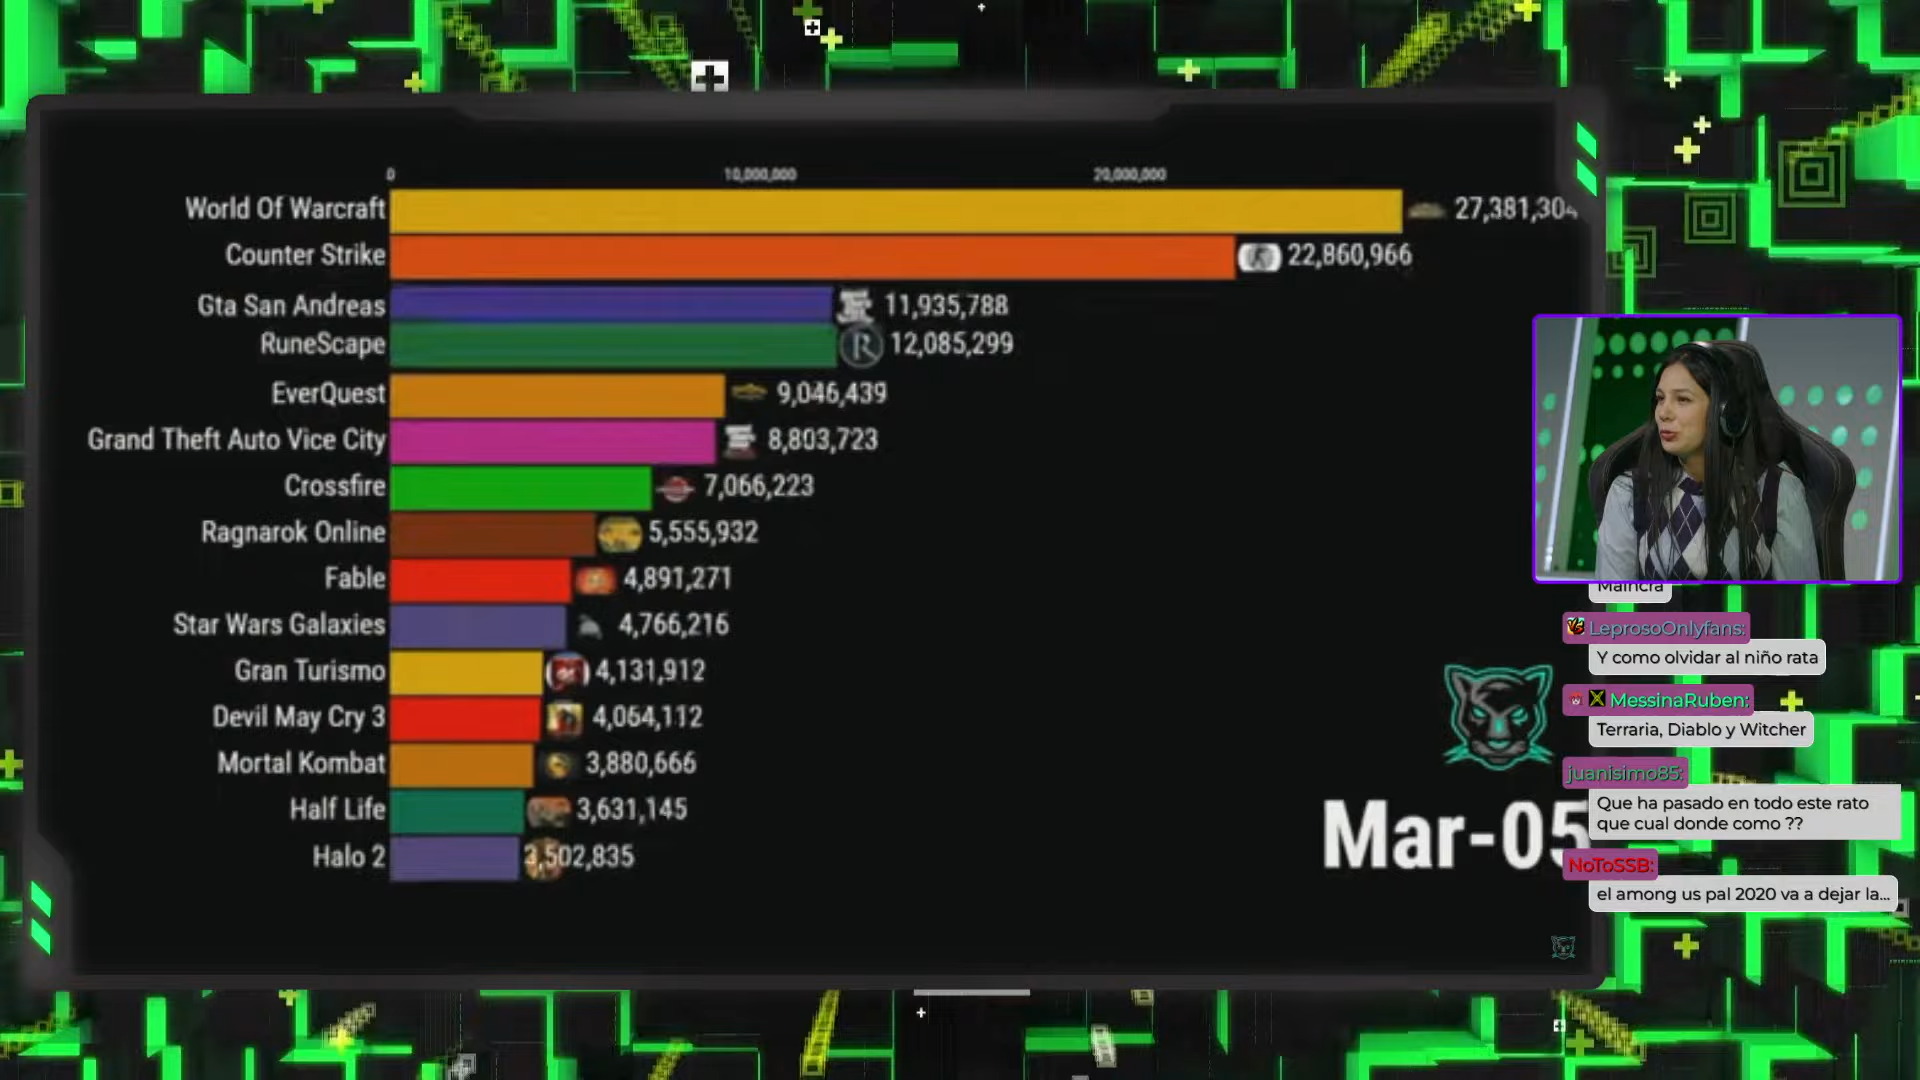 0 10,000,000 20,000,000
World Of Warcraft 27,381,304
Counter Strike 22,860,966
Gta San Andreas 11,935,788
RuneScape R 12,085,299
EverQuest 9,046,439
Grand Theft Auto Vice City 8,803,723
Crossfire 7,066,223
Ragnarok Online 5,555,932
Fable 4,891,271
Star Wars Galaxies 4,766,216
Gran Turismo 4,131,912
Devil May Cry 3 4,064,112
Mortal Kombat 3,880,666
Half Life 3,631,145
Halo 2 3,502,835
Mar-05
Maincra
LeprosoOnlyfans:
Y como olvidar al niño rata
MessinaRuben:
Terraria, Diablo y Witcher
juanisimo85:
Que ha pasado en todo este rato
que cual donde como ??
NoToSSB:
el among us pal 2020 va a dejar la...